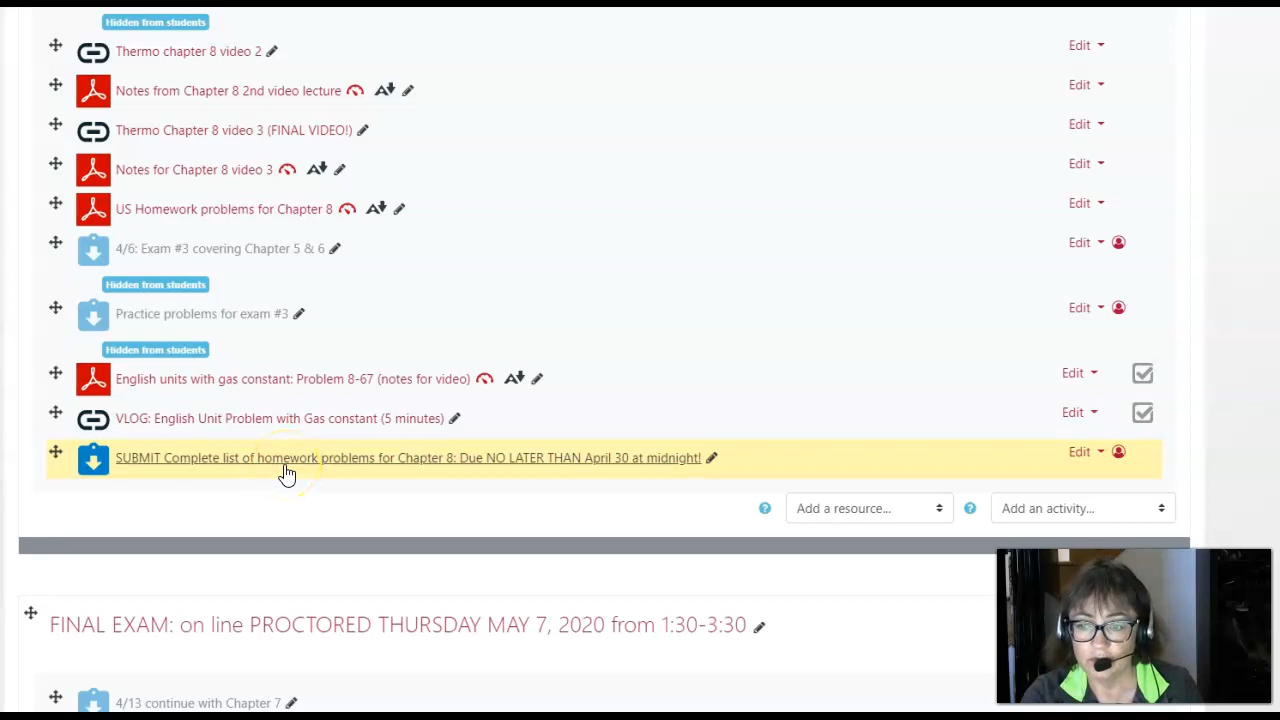 Hidden from students
Thermo chapter 8 video 2
Edit
Notes from Chapter 8 2nd video lecture
Edit
Thermo Chapter 8 video 3 (FINAL VIDEO!)
Edit
Notes for Chapter 8 video 3
Edit
US Homework problems for Chapter 8
Edit
4/6: Exam #3 covering Chapter 5 & 6
Edit
Hidden from students
Practice problems for exam #3
Edit
Hidden from students
English units with gas constant: Problem 8-67 (notes for video)
Edit
VLOG: English Unit Problem with Gas constant (5 minutes)
Edit
SUBMIT Complete list of homework problems for Chapter 8: Due NO LATER THAN April 30 at midnight!
Edit
Add a resource...
Add an activity...
FINAL EXAM: on line PROCTORED THURSDAY MAY 7, 2020 from 1:30-3:30
4/13 continue with Chapter 7